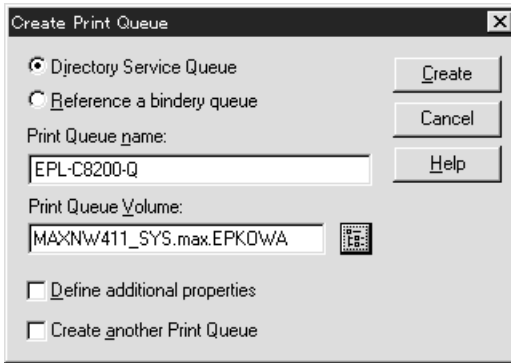 Create Print Queue
Directory Service Queue
Reference a bindery queue
Print Queue name:
EPL-C8200-Q
Print Queue Volume:
MAXNW411_SYS.max.EPKOWA
Define additional properties
Create another Print Queue
Create
Cancel
Help